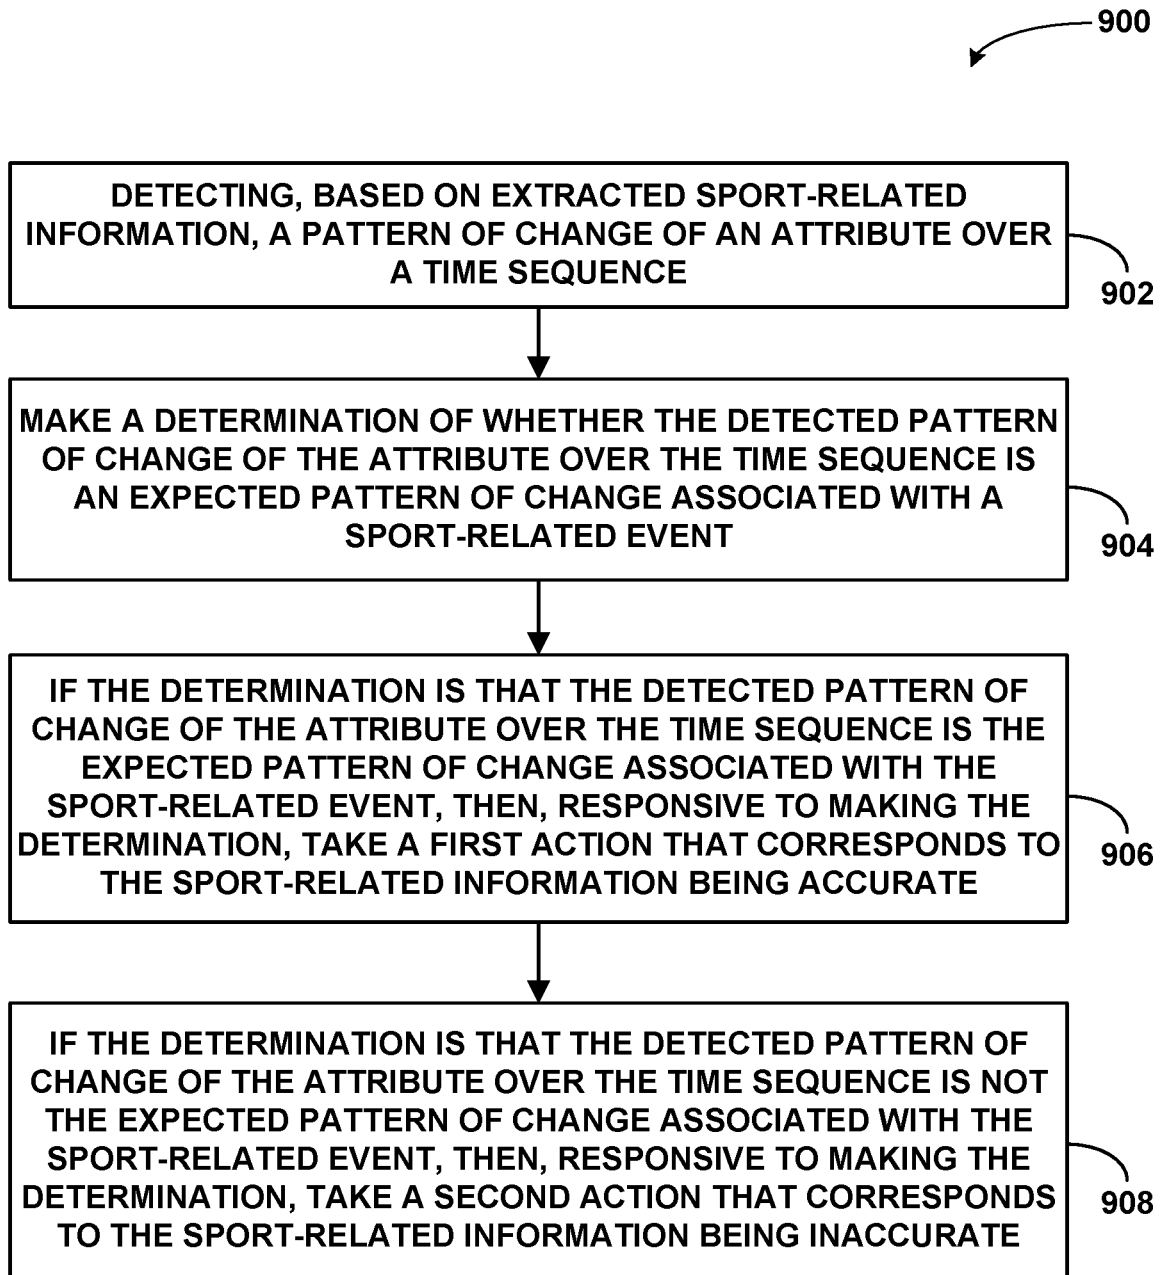 900
DETECTING, BASED ON EXTRACTED SPORT-RELATED
INFORMATION, A PATTERN OF CHANGE OF AN ATTRIBUTE OVER
A TIME SEQUENCE
902
MAKE A DETERMINATION OF WHETHER THE DETECTED PATTERN
OF CHANGE OF THE ATTRIBUTE OVER THE TIME SEQUENCE IS
AN EXPECTED PATTERN OF CHANGE ASSOCIATED WITH A
SPORT-RELATED EVENT
904
IF THE DETERMINATION IS THAT THE DETECTED PATTERN OF
CHANGE OF THE ATTRIBUTE OVER THE TIME SEQUENCE IS THE
EXPECTED PATTERN OF CHANGE ASSOCIATED WITH THE
SPORT-RELATED EVENT, THEN, RESPONSIVE TO MAKING THE
DETERMINATION, TAKE A FIRST ACTION THAT CORRESPONDS TO
THE SPORT-RELATED INFORMATION BEING ACCURATE
906
IF THE DETERMINATION IS THAT THE DETECTED PATTERN OF
CHANGE OF THE ATTRIBUTE OVER THE TIME SEQUENCE IS NOT
THE EXPECTED PATTERN OF CHANGE ASSOCIATED WITH THE
SPORT-RELATED EVENT, THEN, RESPONSIVE TO MAKING THE
DETERMINATION, TAKE A SECOND ACTION THAT CORRESPONDS
TO THE SPORT-RELATED INFORMATION BEING INACCURATE
908